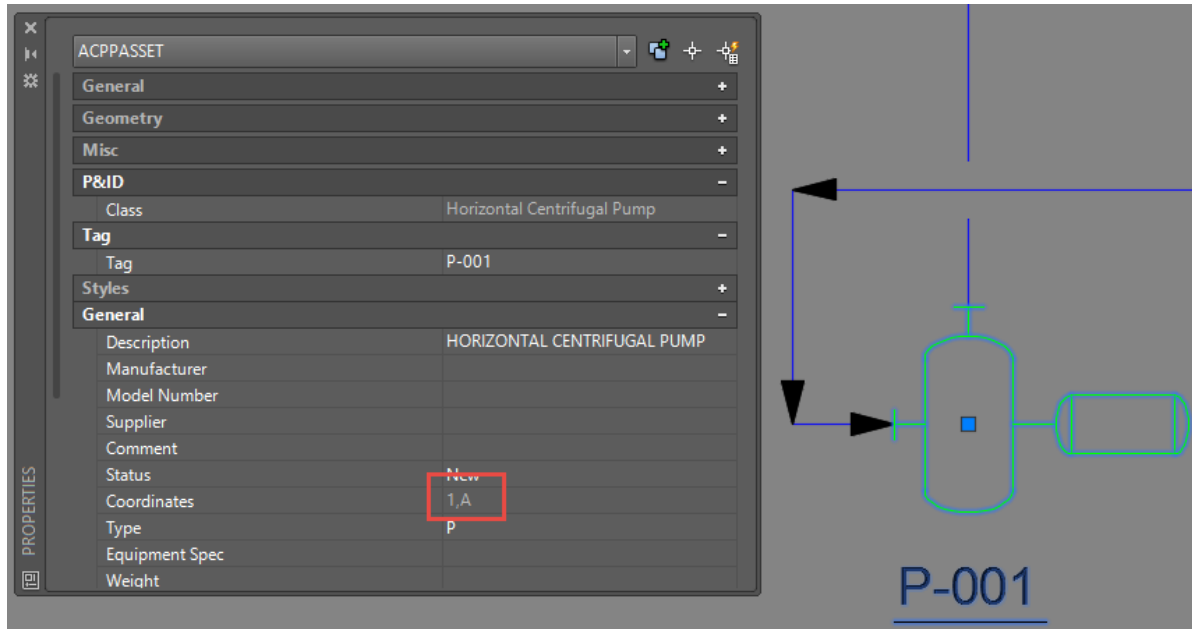 ACPPASSET
General
Geometry
Misc
P&ID
Class Horizontal Centrifugal Pump
Tag
Tag P-001
Styles
General
Description HORIZONTAL CENTRIFUGAL PUMP
Manufacturer
Model Number
Supplier
Comment
Status New
Coordinates 1,A
Type P
Equipment Spec
Weight
PROPERTIES
P-001